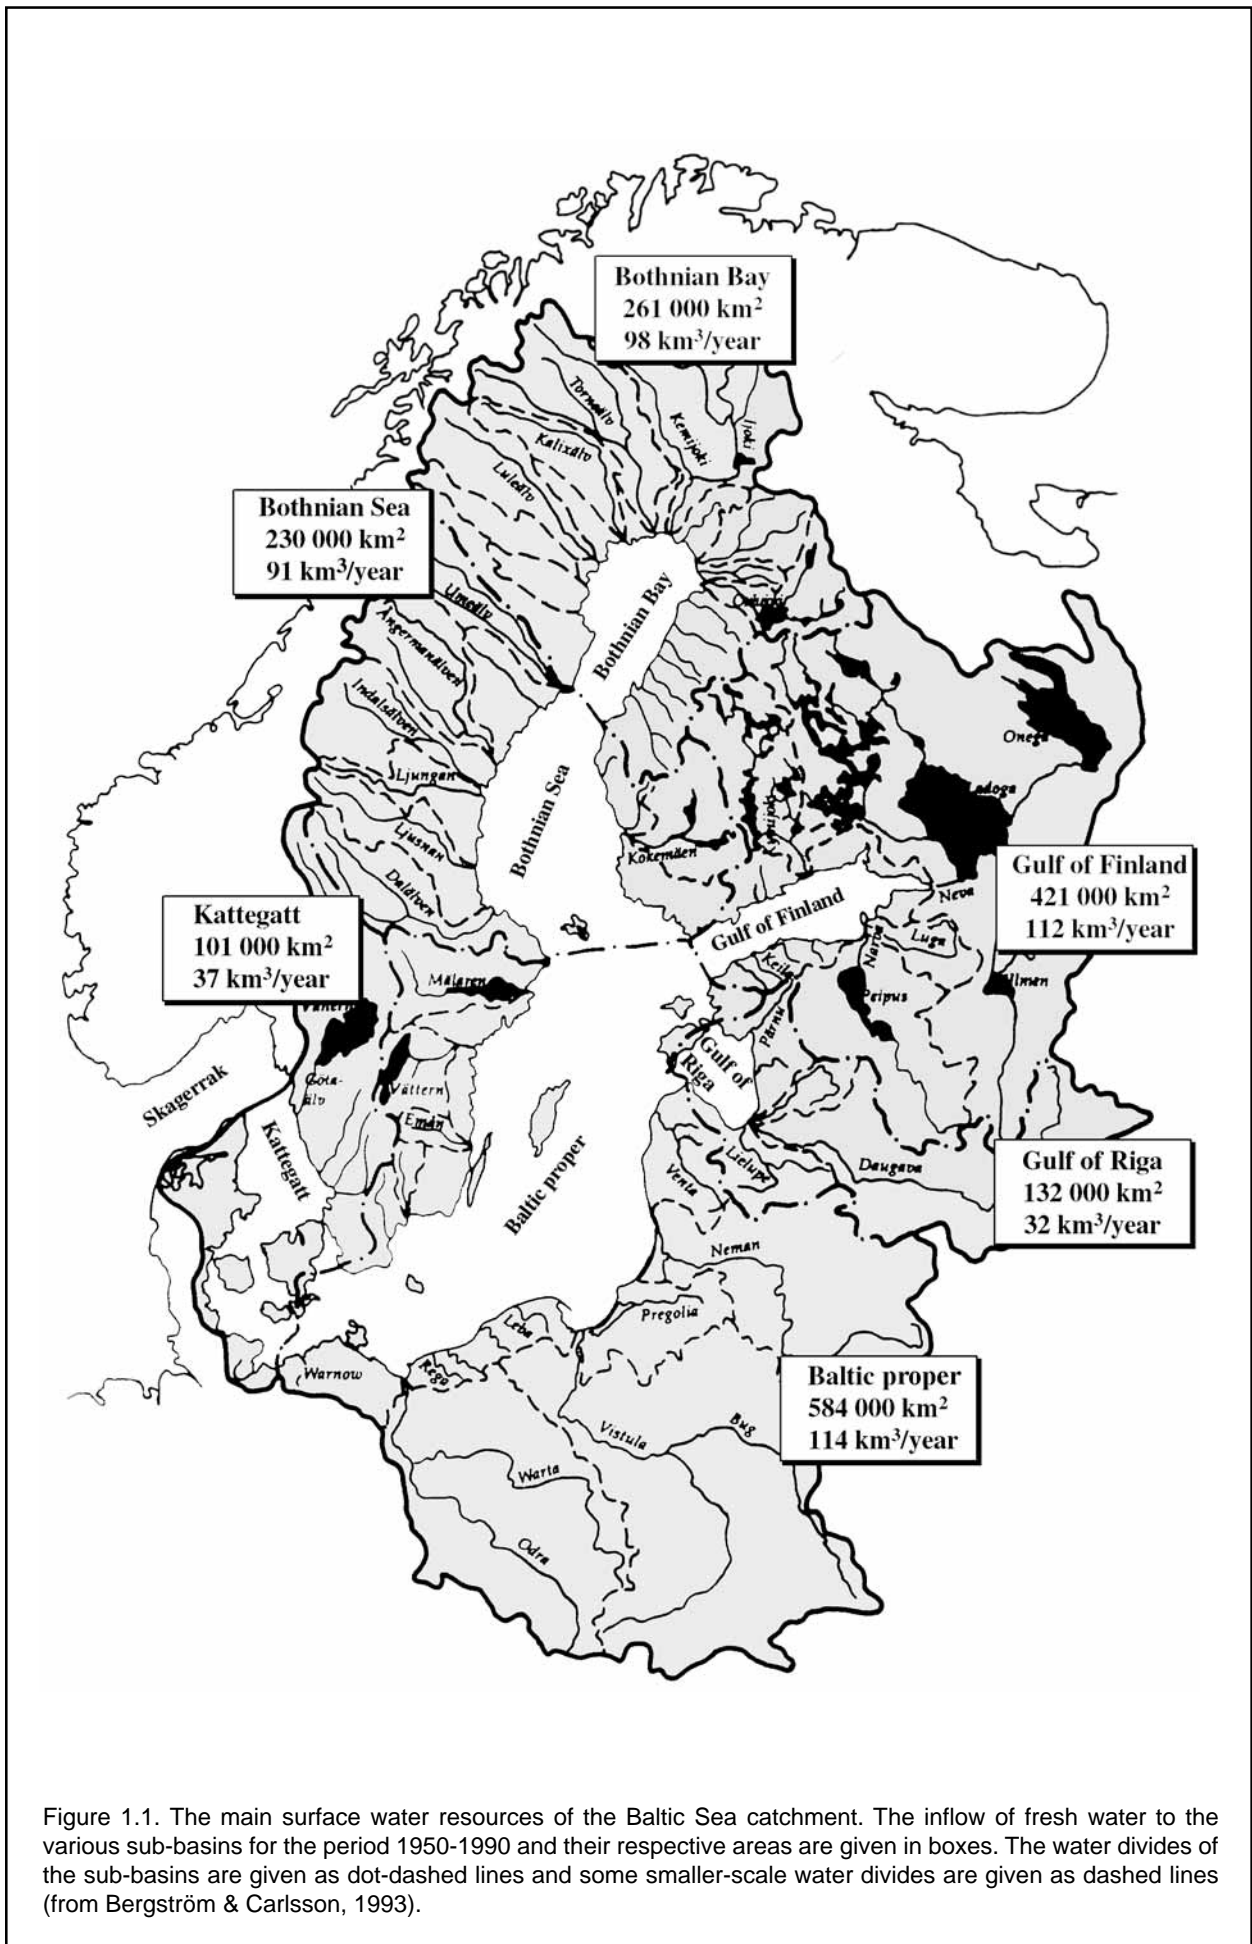 Bothnian Bay
261 000 km²
98 km³/year
Torneälv
Kemijoki
Ijoki
Kalixälv
Luleälv
Bothnian Sea
230 000 km²
91 km³/year
Umeälv
Bothnian Bay
Ångermanälven
Indalsälven
Onega
Ljungan
Ladoga
Bothnian Sea
Kymijoki
Ljusnan
Kokemäen
Dalälven
Gulf of Finland
421 000 km²
112 km³/year
Neva
Kattegatt
101 000 km²
37 km³/year
Gulf of Finland
Luga
Narva
Keila
Mälaren
Peipus
Ilmen
Vänern
Pärnu
Gulf of
Riga
Skagerrak
Göta-
älv
Vättern
Emån
Kattegatt
Baltic proper
Lielupe
Venta
Daugava
Gulf of Riga
132 000 km²
32 km³/year
Neman
Pregolia
Leba
Rega
Warnow
Baltic proper
584 000 km²
114 km³/year
Vistula
Bug
Warta
Odra
Figure 1.1. The main surface water resources of the Baltic Sea catchment. The inflow of fresh water to the
various sub-basins for the period 1950-1990 and their respective areas are given in boxes. The water divides of
the sub-basins are given as dot-dashed lines and some smaller-scale water divides are given as dashed lines
(from Bergström & Carlsson, 1993).